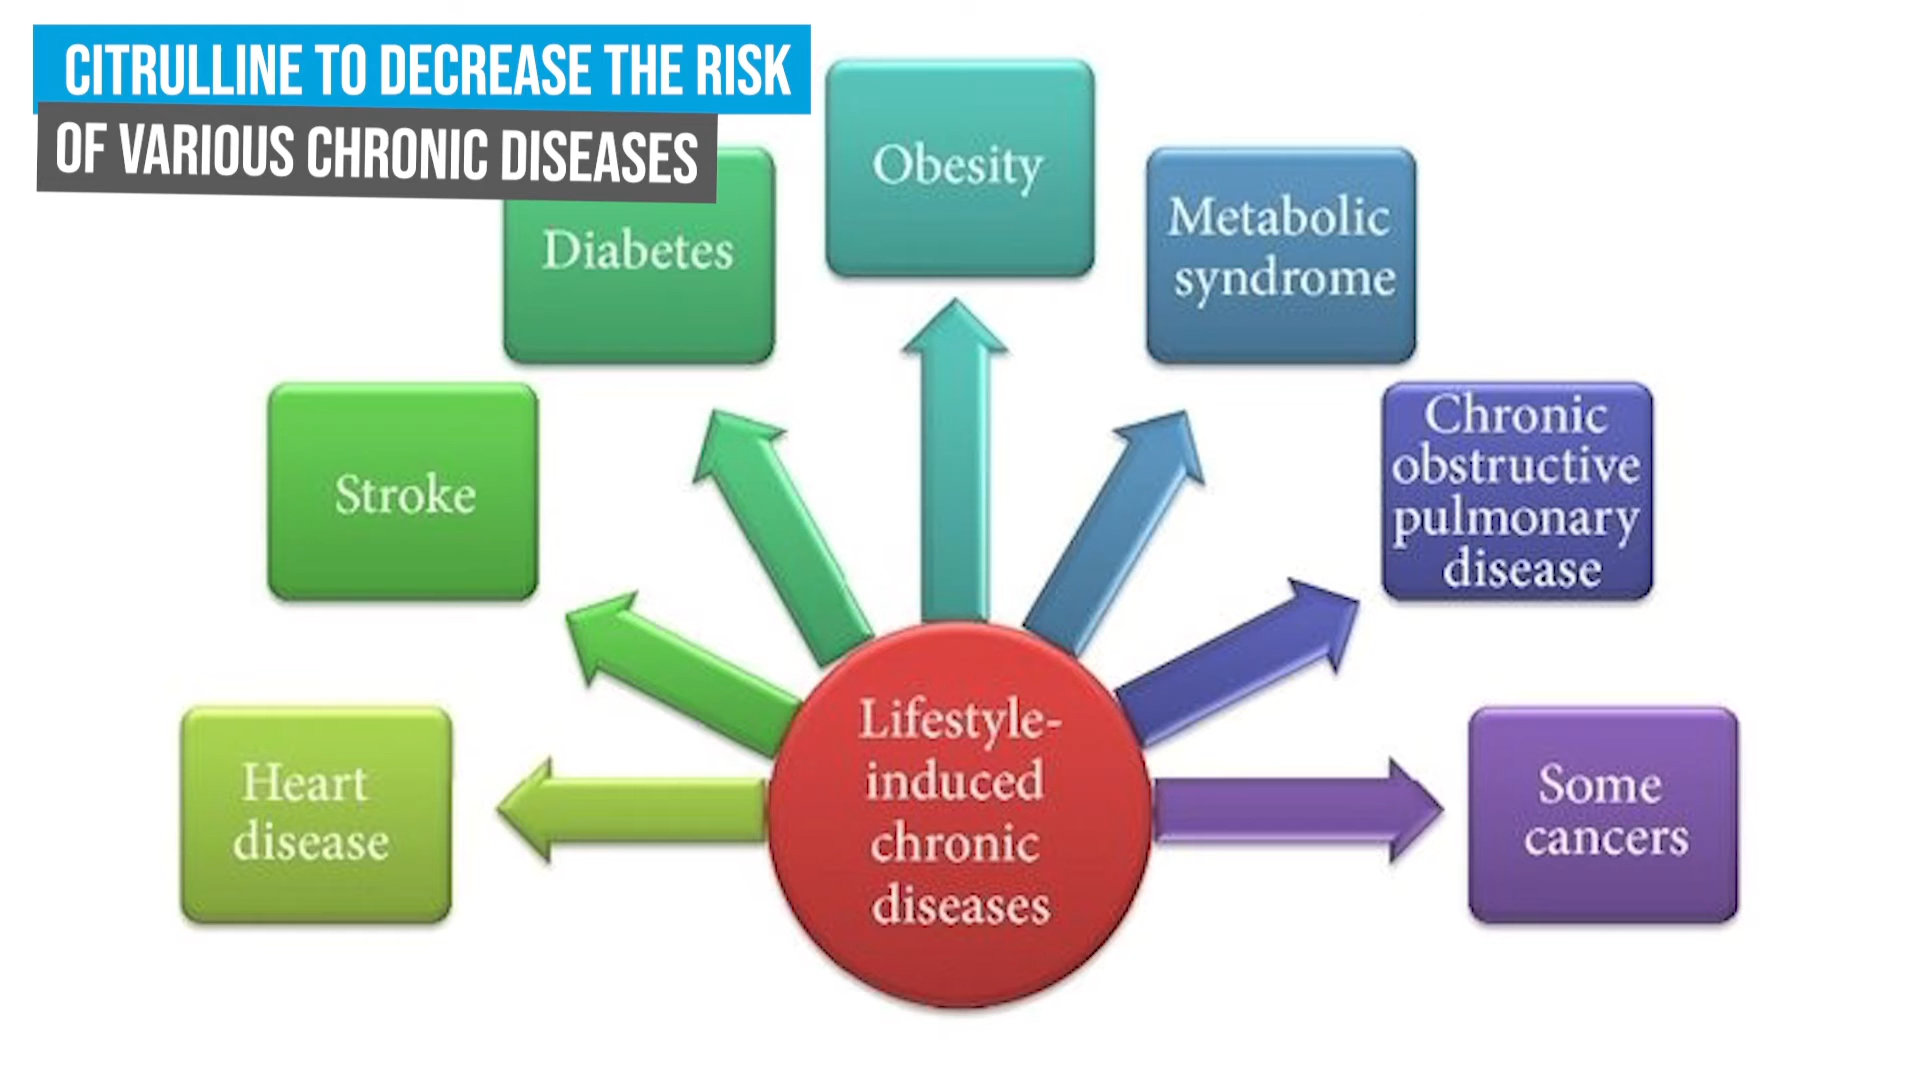 CITRULLINE TO DECREASE THE RISK
OF VARIOUS CHRONIC DISEASES
Obesity
Diabetes
Metabolic
syndrome
Stroke
Chronic
obstructive
pulmonary
disease
Heart
disease
Lifestyle-
induced
chronic
diseases
Some
cancers